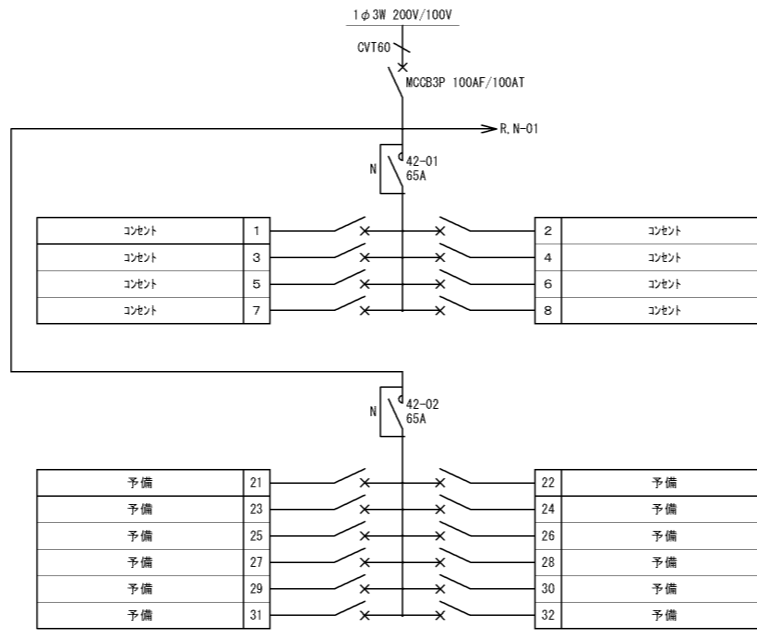 1φ3W 200V/100V
CVT60
MCCB3P 100AF/100AT
R,N-01
N
42-01
65A
コンセント 1 2 コンセント
コンセント 3 4 コンセント
コンセント 5 6 コンセント
コンセント 7 8 コンセント
N
42-02
65A
予備 21 22 予備
予備 23 24 予備
予備 25 26 予備
予備 27 28 予備
予備 29 30 予備
予備 31 32 予備